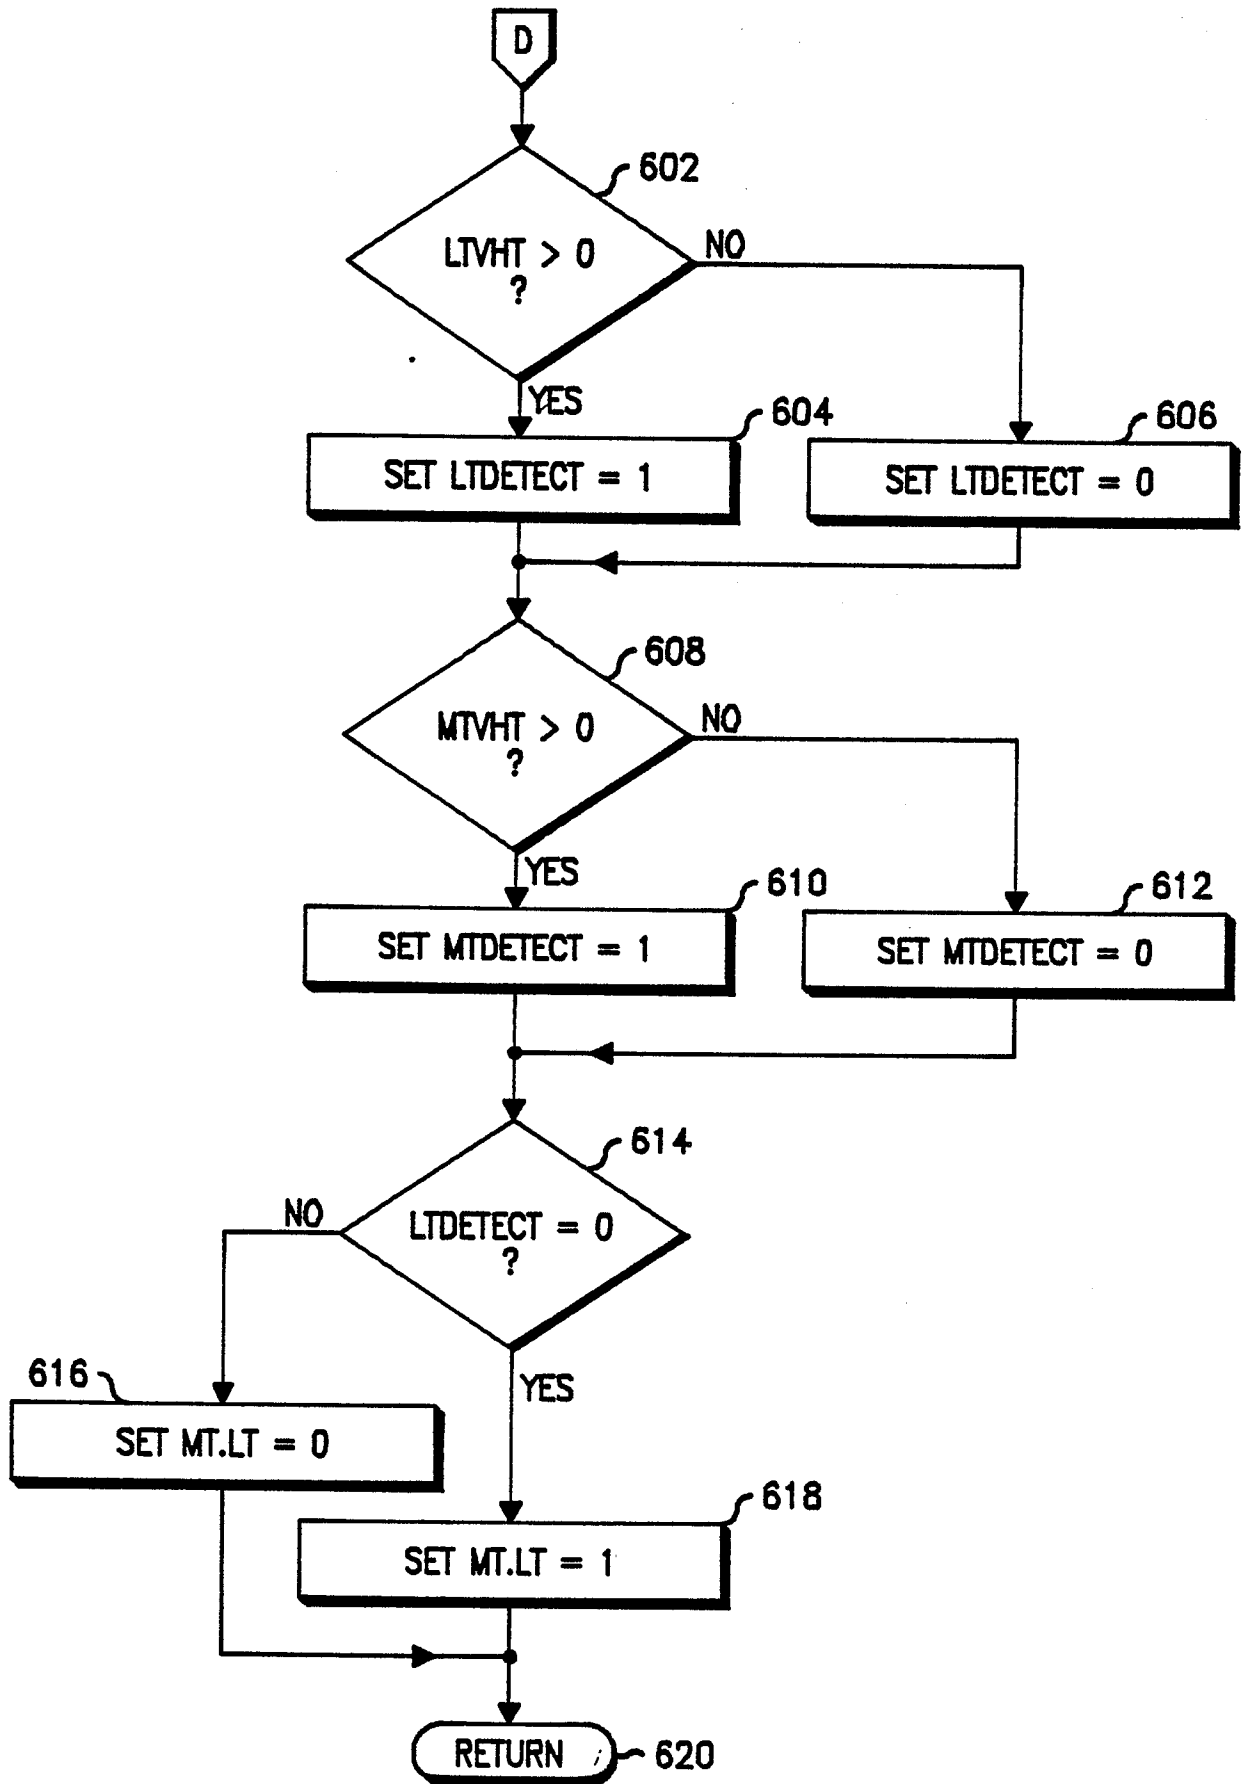 D
602
LTVHT > 0
?
NO
YES
604
606
SET LTDETECT = 1
SET LTDETECT = 0
608
MTVHT > 0
?
NO
YES
610
612
SET MTDETECT = 1
SET MTDETECT = 0
614
LTDETECT = 0
?
NO
YES
616
SET MT.LT = 0
618
SET MT.LT = 1
RETURN
620